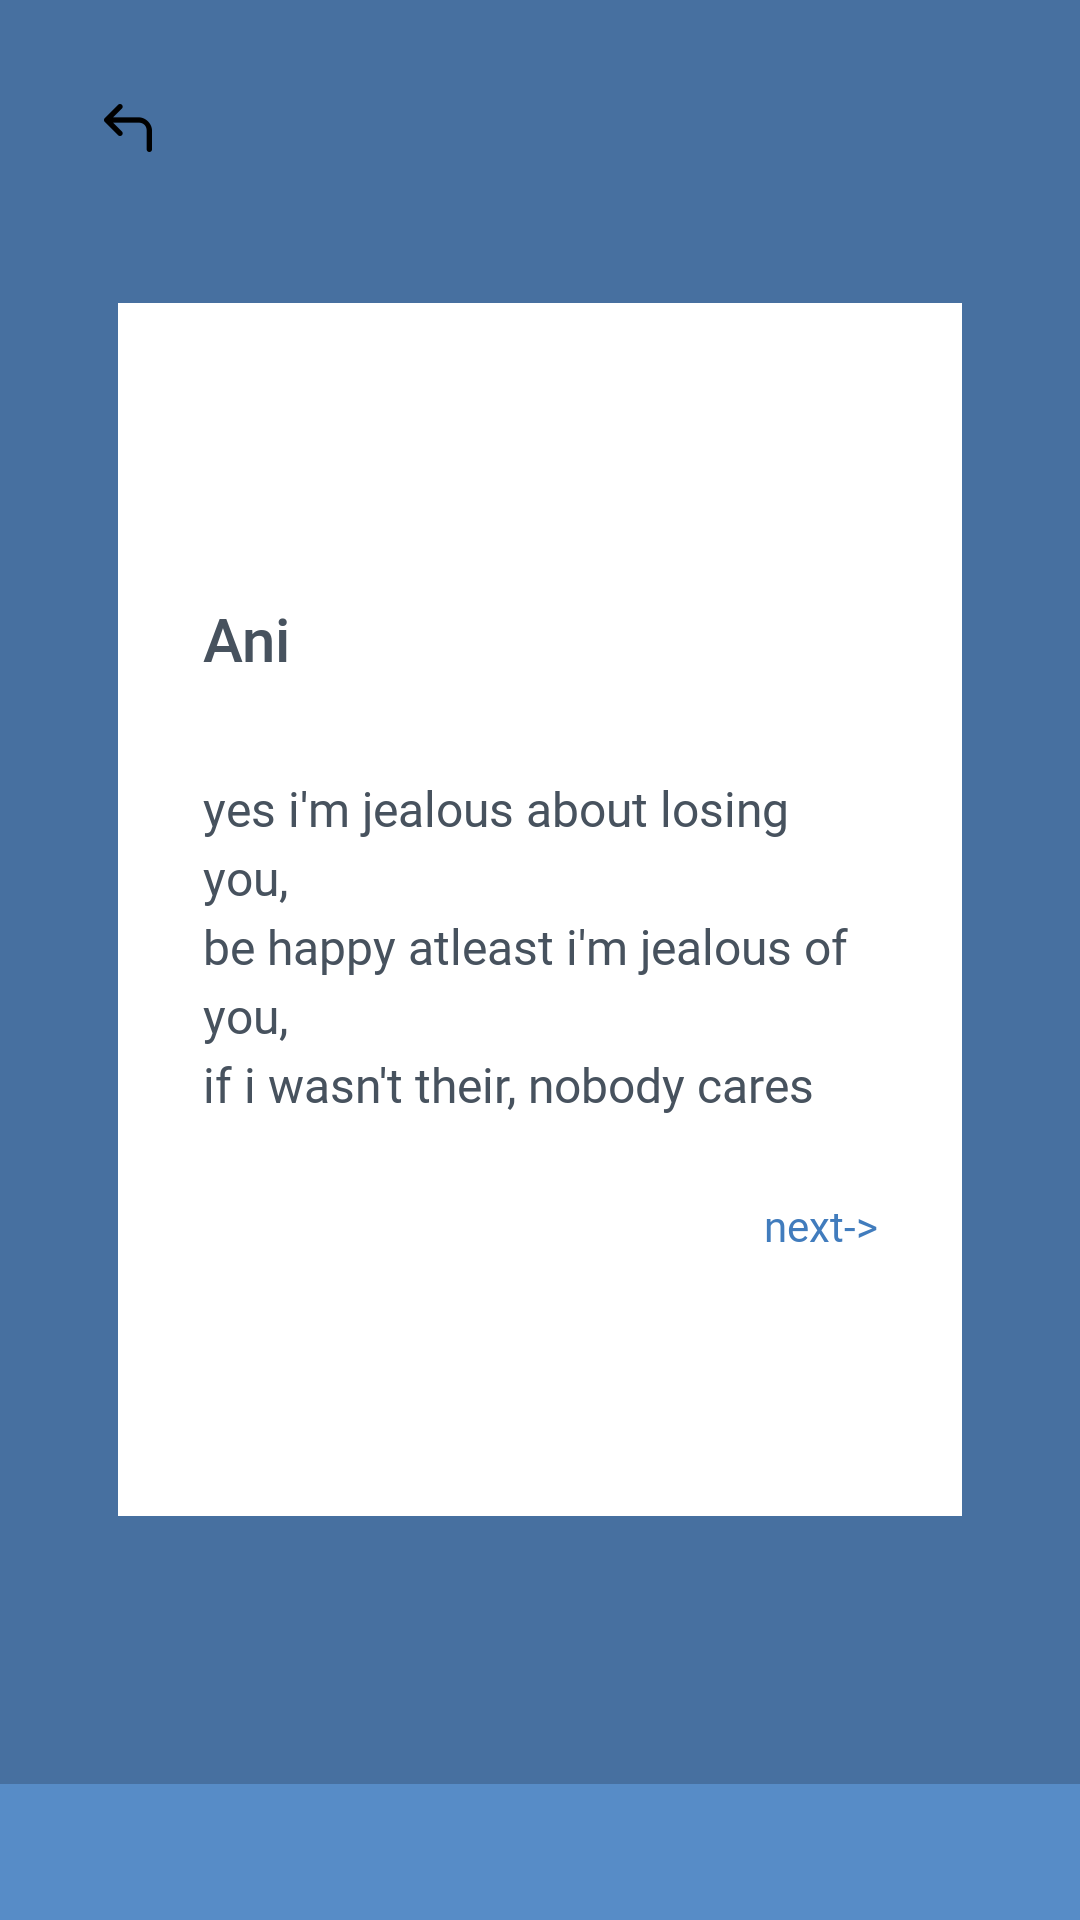 Ani
yes i'm jealous about losing
you,
be happy atleast i'm jealous of
you,
if i wasn't their, nobody cares
next->